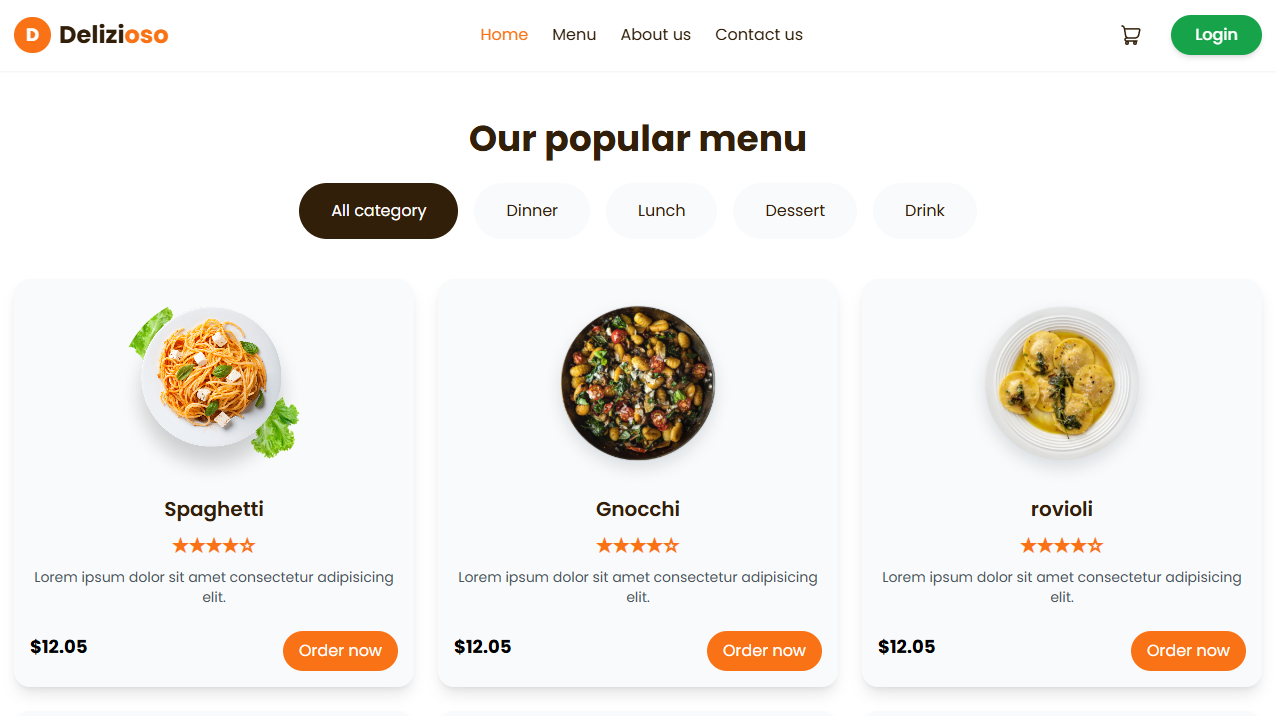 D Delizioso
Home Menu About us Contact us
Login
Our popular menu
All category Dinner Lunch Dessert Drink
Spaghetti
★★★★☆
Lorem ipsum dolor sit amet consectetur adipisicing
elit.
$12.05 Order now
Gnocchi
★★★★☆
Lorem ipsum dolor sit amet consectetur adipisicing
elit.
$12.05 Order now
rovioli
★★★★☆
Lorem ipsum dolor sit amet consectetur adipisicing
elit.
$12.05 Order now